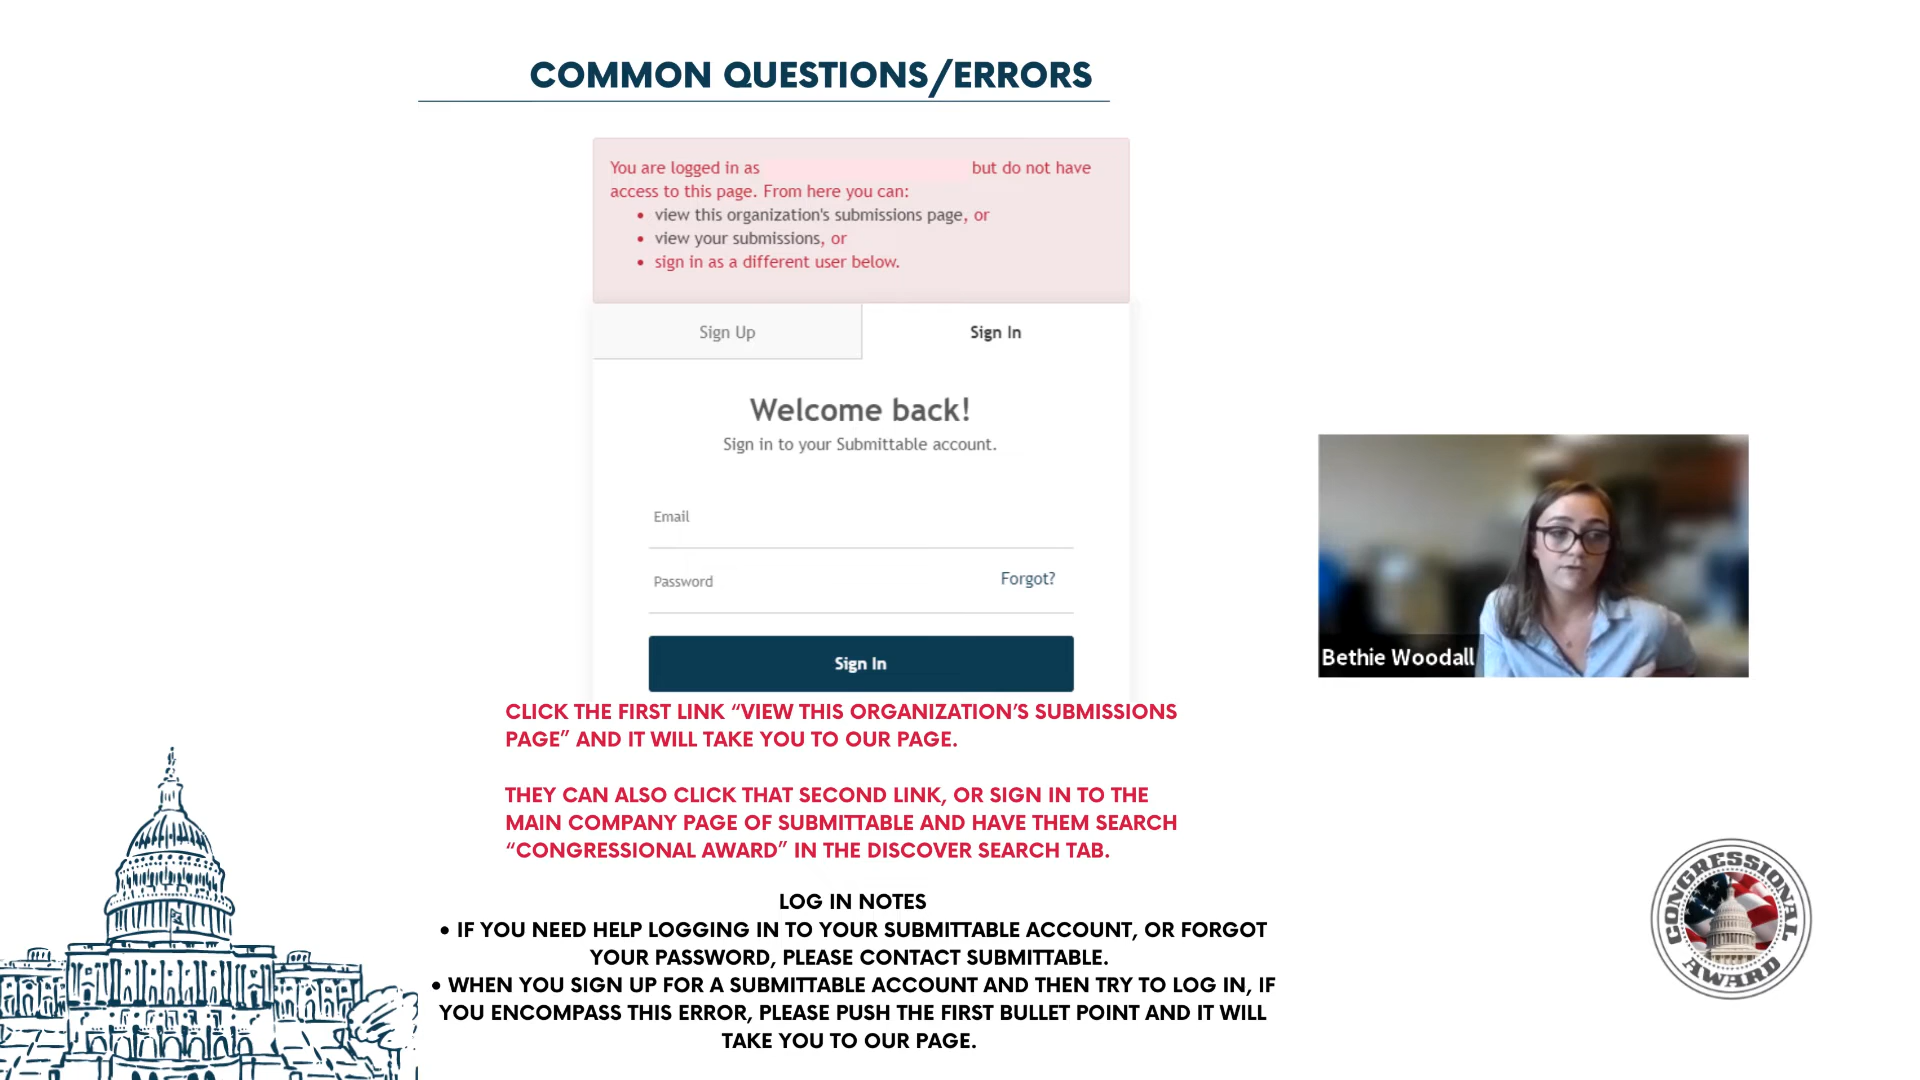 COMMON QUESTIONS/ERRORS
You are logged in as but do not have
access to this page. From here you can:
• view this organization's submissions page, or
• view your submissions, or
• sign in as a different user below.
Sign Up
Sign In
Welcome back!
Sign in to your Submittable account.
Email
Password
Forgot?
Sign In
CLICK THE FIRST LINK “VIEW THIS ORGANIZATION’S SUBMISSIONS
PAGE” AND IT WILL TAKE YOU TO OUR PAGE.
THEY CAN ALSO CLICK THAT SECOND LINK, OR SIGN IN TO THE
MAIN COMPANY PAGE OF SUBMITTABLE AND HAVE THEM SEARCH
“CONGRESSIONAL AWARD” IN THE DISCOVER SEARCH TAB.
LOG IN NOTES
• IF YOU NEED HELP LOGGING IN TO YOUR SUBMITTABLE ACCOUNT, OR FORGOT
YOUR PASSWORD, PLEASE CONTACT SUBMITTABLE.
• WHEN YOU SIGN UP FOR A SUBMITTABLE ACCOUNT AND THEN TRY TO LOG IN, IF
YOU ENCOMPASS THIS ERROR, PLEASE PUSH THE FIRST BULLET POINT AND IT WILL
TAKE YOU TO OUR PAGE.
Bethie Woodall
CONGRESSIONAL
AWARD